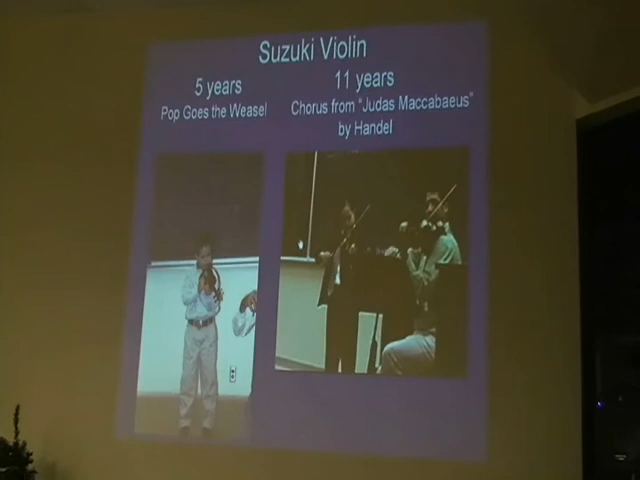 Suzuki Violin
5 years
Pop Goes the Weasel
11 years
Chorus from "Judas Maccabaeus"
by Handel